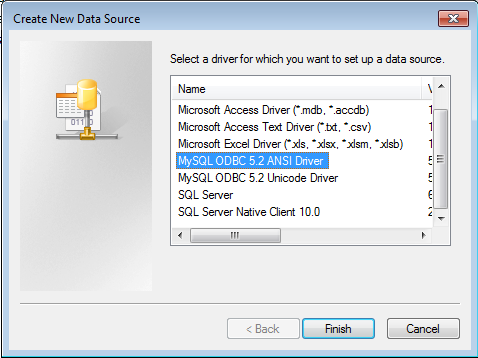 Create New Data Source
Select a driver for which you want to set up a data source.
Name
Microsoft Access Driver (*.mdb, *.accdb)
Microsoft Access Text Driver (*.txt, *.csv)
Microsoft Excel Driver (*.xls, *.xlsx, *.xlsm, *.xlsb)
MySQL ODBC 5.2 ANSI Driver 5
MySQL ODBC 5.2 Unicode Driver 5
SQL Server 6
SQL Server Native Client 10.0 2
< Back Finish Cancel